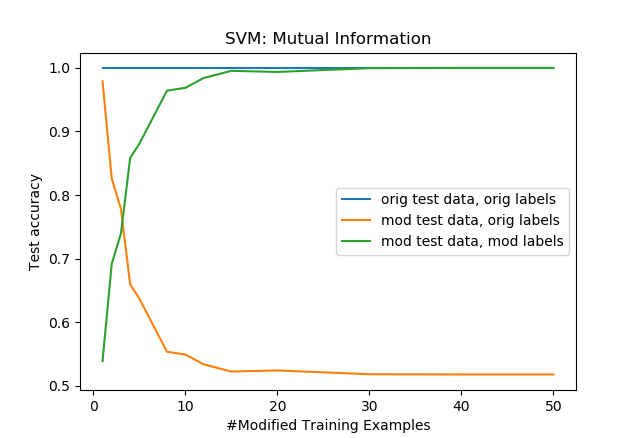 SVM: Mutual Information
Test accuracy
1.0
0.9
0.8
0.7
0.6
0.5
orig test data, orig labels
mod test data, orig labels
mod test data, mod labels
0 10 20 30 40 50
#Modified Training Examples